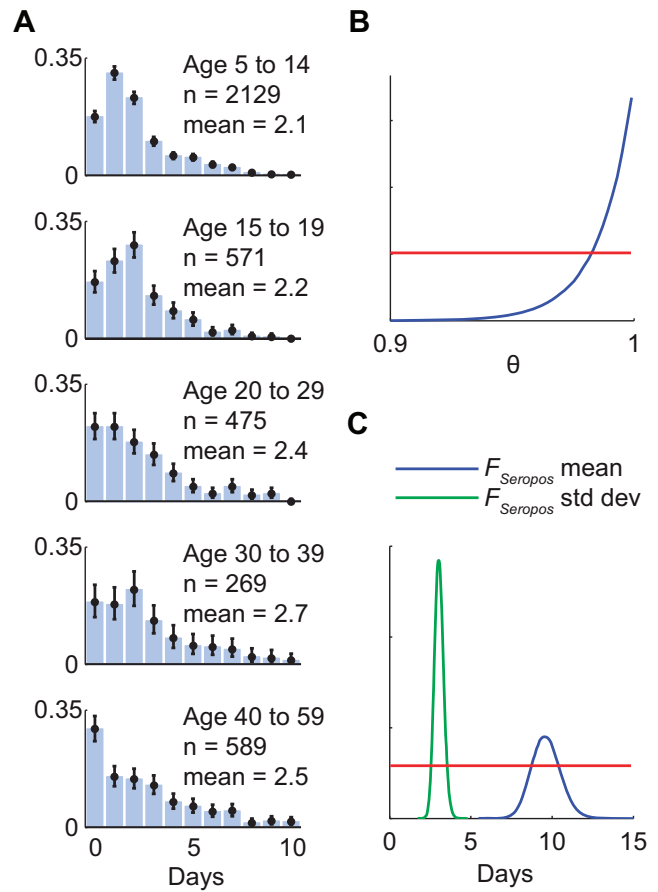 A
0.35
Age 5 to 14
n = 2129
mean = 2.1
0
0.35
Age 15 to 19
n = 571
mean = 2.2
0
0.35
Age 20 to 29
n = 475
mean = 2.4
0
0.35
Age 30 to 39
n = 269
mean = 2.7
0
0.35
Age 40 to 59
n = 589
mean = 2.5
0
0 5 10
Days
B
0.9 1
θ
C
F Seropos mean
F Seropos std dev
0 5 10 15
Days